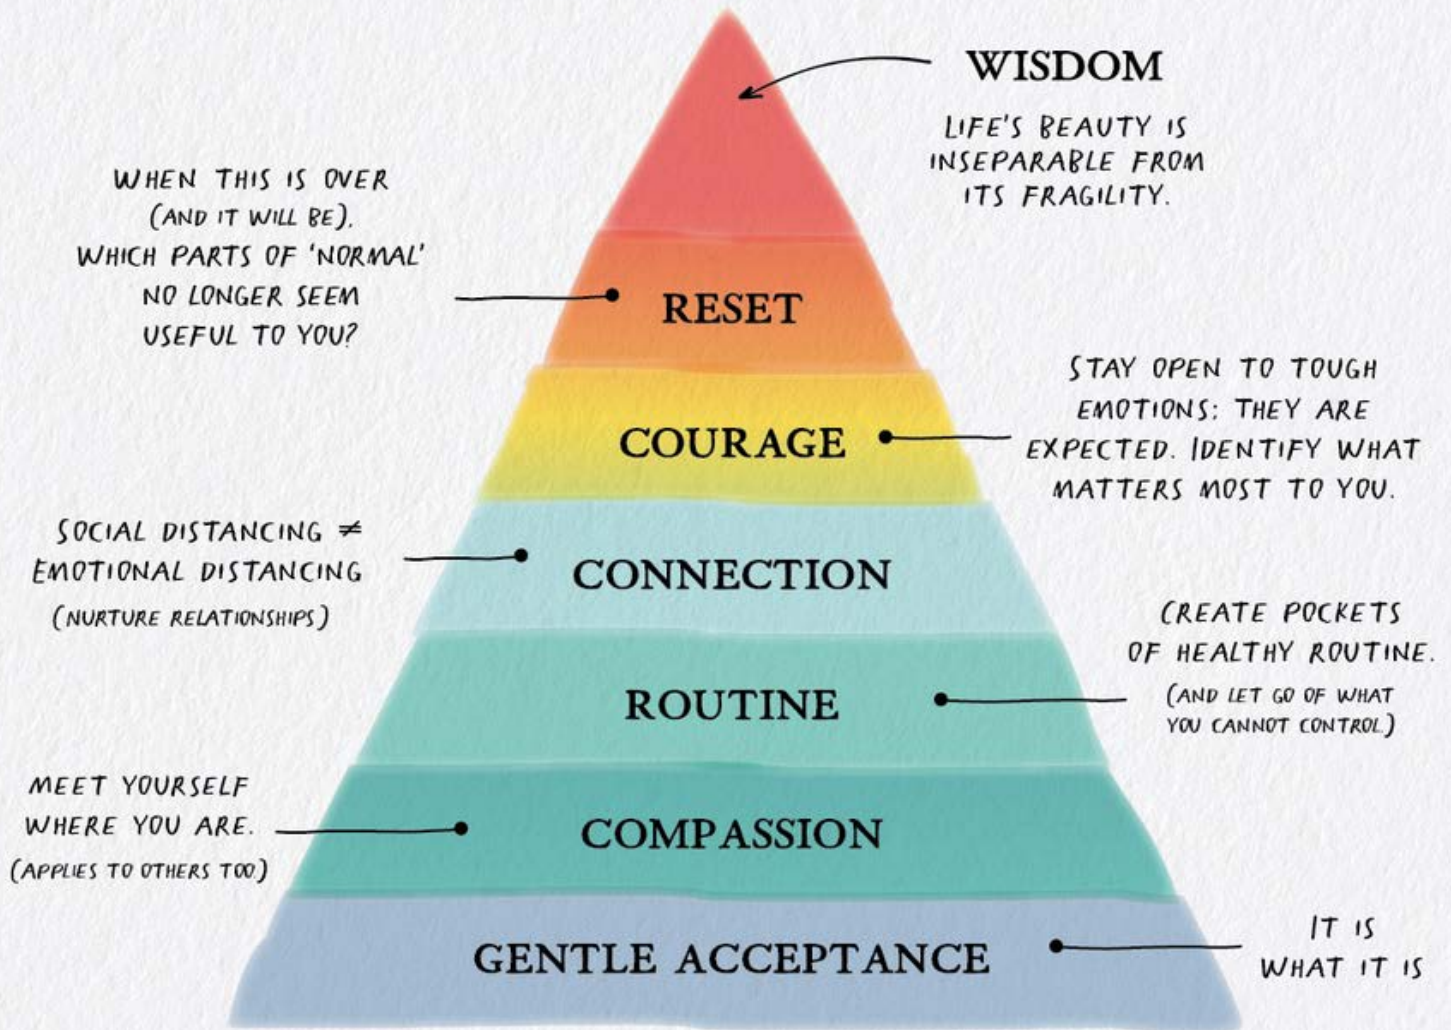 WISDOM
LIFE'S BEAUTY IS
INSEPARABLE FROM
ITS FRAGILITY.
WHEN THIS IS OVER
(AND IT WILL BE).
WHICH PARTS OF 'NORMAL'
NO LONGER SEEM
USEFUL TO YOU?
RESET
STAY OPEN TO TOUGH
EMOTIONS: THEY ARE
EXPECTED. IDENTIFY WHAT
MATTERS MOST TO YOU.
COURAGE
SOCIAL DISTANCING ≠
EMOTIONAL DISTANCING
(NURTURE RELATIONSHIPS)
CONNECTION
CREATE POCKETS
OF HEALTHY ROUTINE.
(AND LET GO OF WHAT
YOU CANNOT CONTROL.)
ROUTINE
MEET YOURSELF
WHERE YOU ARE.
(APPLIES TO OTHERS TOO.)
COMPASSION
GENTLE ACCEPTANCE
IT IS
WHAT IT IS